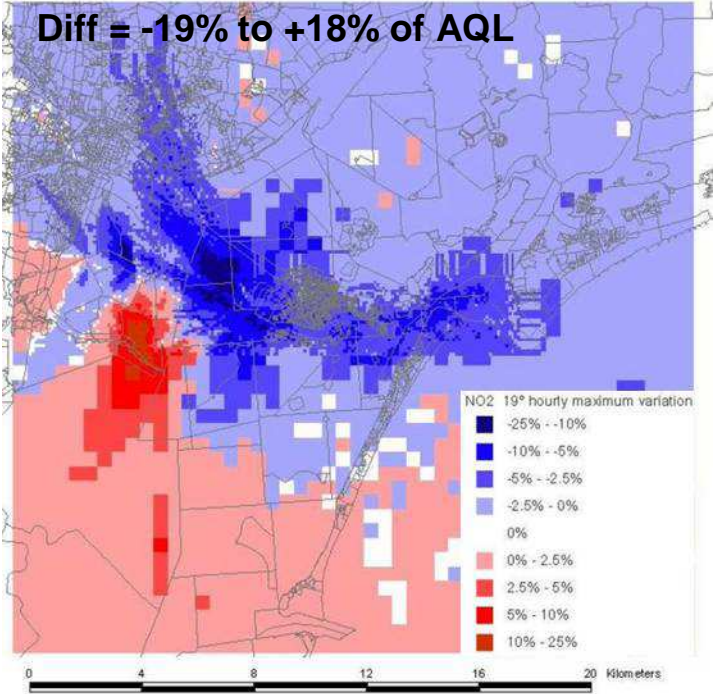 Diff = -19% to +18% of AQL
NO2 19° hourly maximum variation
-25% - -10%
-10% - -5%
-5% - -2.5%
-2.5% - 0%
0%
0% - 2.5%
2.5% - 5%
5% - 10%
10% - 25%
0 4 8 12 16 20 Kilometers